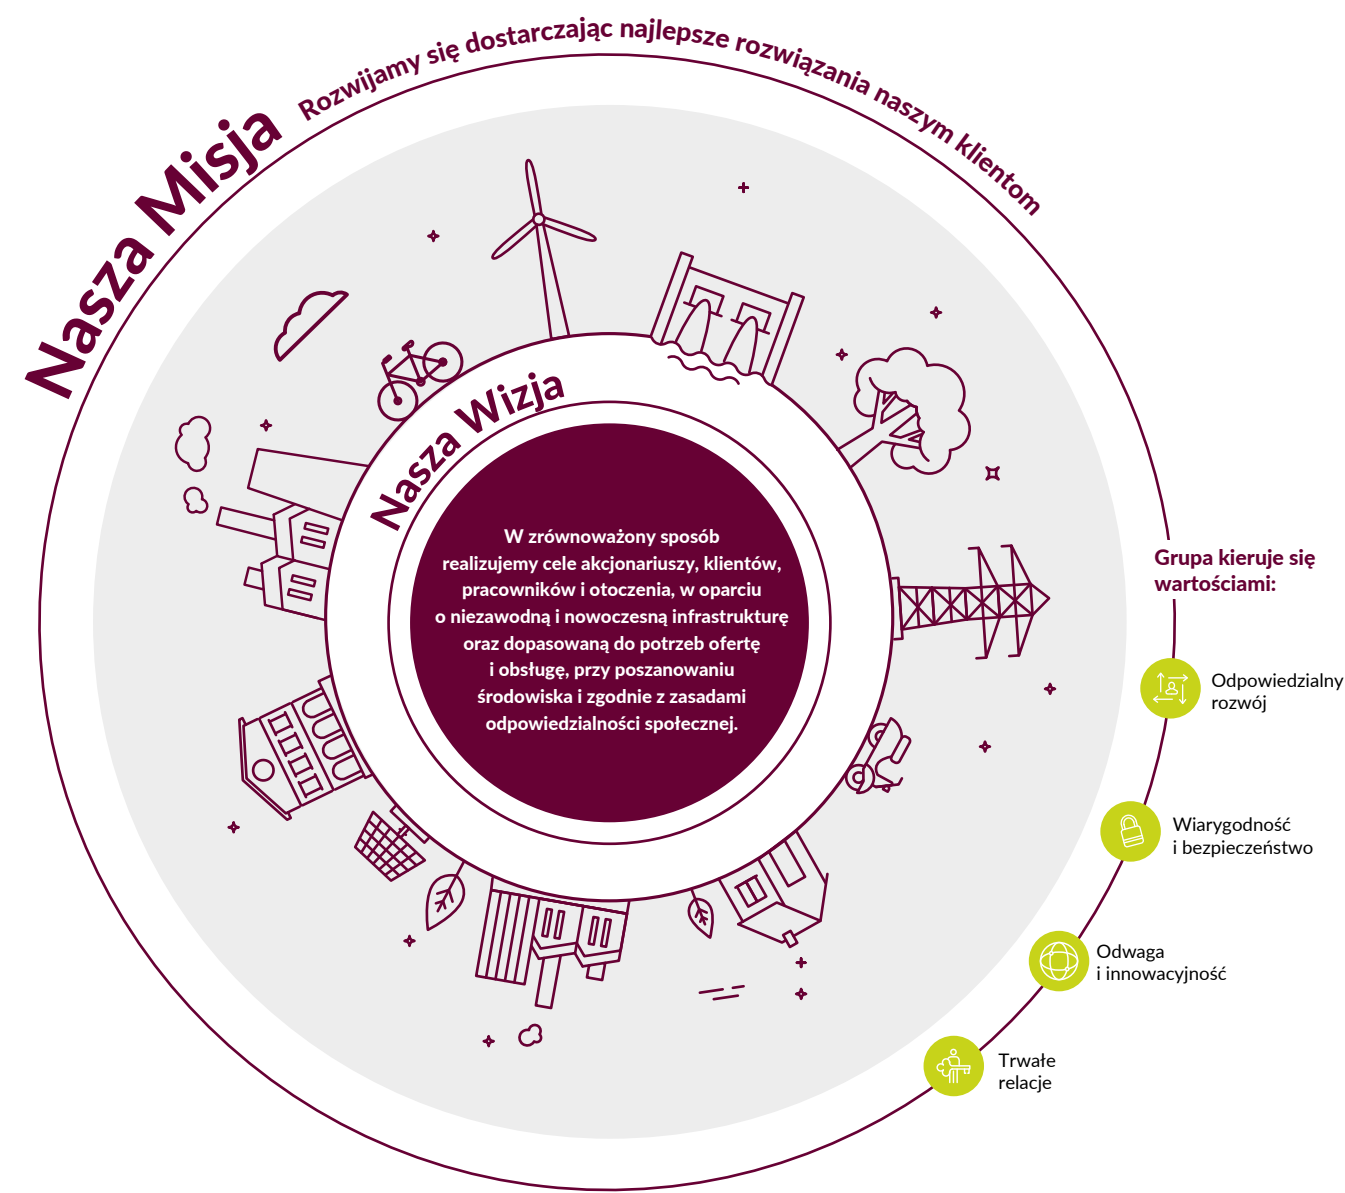 Nasza Misja
Rozwijamy się dostarczając najlepsze rozwiązania naszym klientom
Nasza Wizja
W zrównoważony sposób
realizujemy cele akcjonariuszy, klientów,
pracowników i otoczenia, w oparciu
o niezawodną i nowoczesną infrastrukturę
oraz dopasowaną do potrzeb ofertę
i obsługę, przy poszanowaniu
środowiska i zgodnie z zasadami
odpowiedzialności społecznej.
Grupa kieruje się
wartościami:
Odpowiedzialny
rozwój
Wiarygodność
i bezpieczeństwo
Odwaga
i innowacyjność
Trwałe
relacje